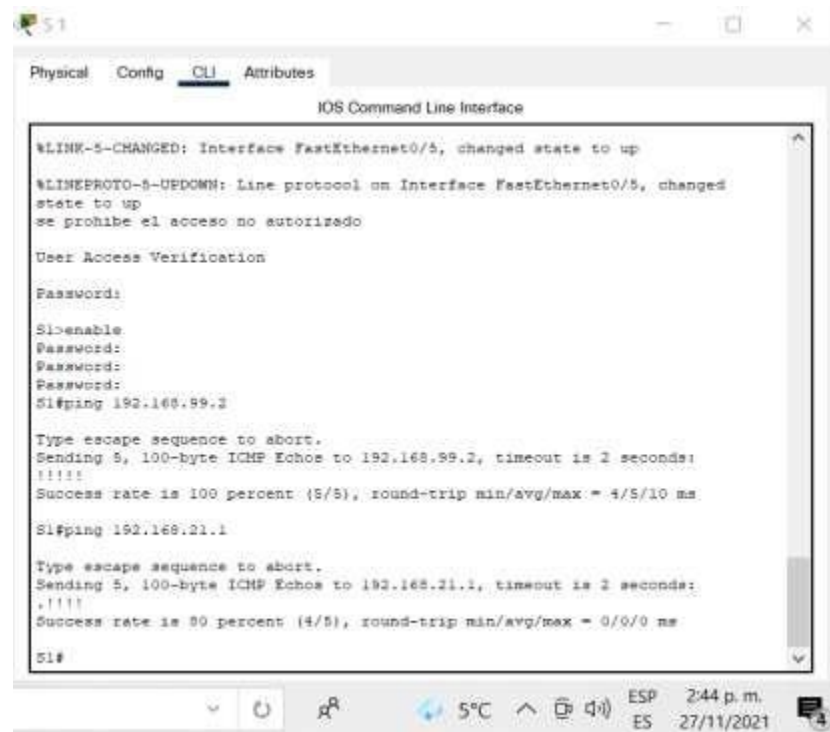 S1
Physical Config CLI Attributes
IOS Command Line Interface
%LINK-5-CHANGED: Interface FastEthernet0/5, changed state to up
%LINEPROTO-5-UPDOWN: Line protocol on Interface FastEthernet0/5, changed
state to up
se prohibe el acceso no autorizado
User Access Verification
Password:
S1>enable
Password:
Password:
Password:
S1#ping 192.168.99.2
Type escape sequence to abort.
Sending 5, 100-byte ICMP Echos to 192.168.99.2, timeout is 2 seconds:
!!!!!
Success rate is 100 percent (5/5), round-trip min/avg/max = 4/5/10 ms
S1#ping 192.168.21.1
Type escape sequence to abort.
Sending 5, 100-byte ICMP Echos to 192.168.21.1, timeout is 2 seconds:
.!!!!
Success rate is 80 percent (4/5), round-trip min/avg/max = 0/0/0 ms
S1#
5°C ESP 2:44 p. m.
ES 27/11/2021 4